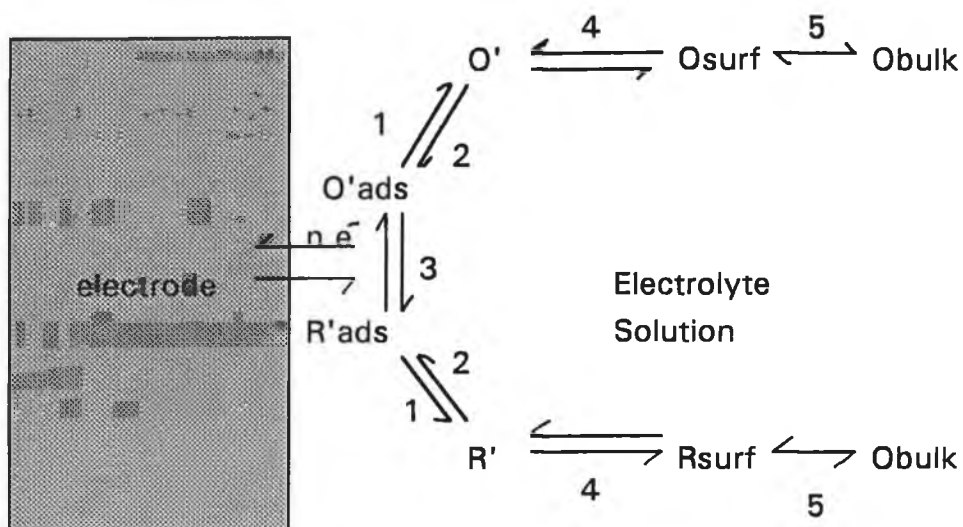 4 5
O' Osurf Obulk
1
2
O'ads
n e-
3
electrode
Electrolyte
Solution
R'ads
2
1
R' Rsurf Obulk
4 5